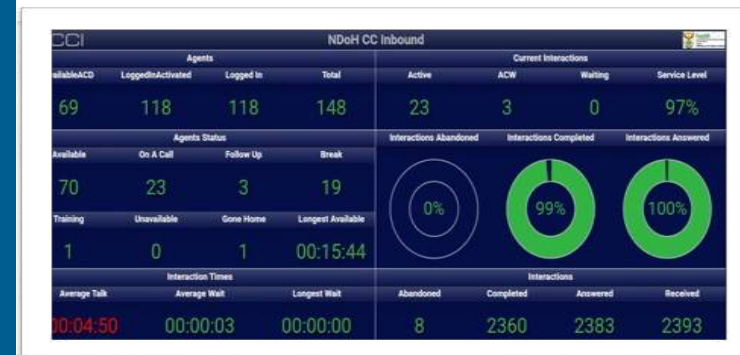 CCI
NDoH CC Inbound
Agents
Current Interactions
ailableACD LoggedInActivated Logged In Total Active ACW Waiting Service Level
69 118 118 148 23 3 0 97%
Agents Status
Interactions Abandoned Interactions Completed Interactions Answered
Available On A Call Follow Up Break
70 23 3 19
0% 99% 100%
Training Unavailable Gone Home Longest Available
1 0 1 00:15:44
Interaction Times
Interactions
Average Talk Average Wait Longest Wait Abandoned Completed Answered Received
00:04:50 00:00:03 00:00:00 8 2360 2383 2393